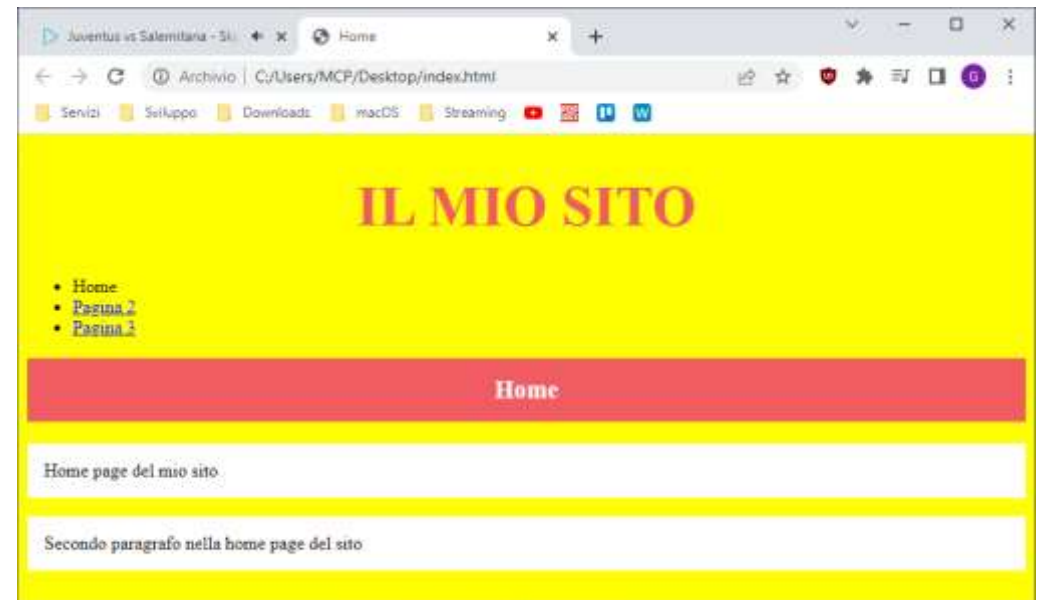 Juventus vs Salernitana - Sk
Home
Archivio | C:/Users/MCP/Desktop/index.html
Servizi Sviluppo Downloads macOS Streaming
IL MIO SITO
• Home
• Pagina 2
• Pagina 3
Home
Home page del mio sito
Secondo paragrafo nella home page del sito